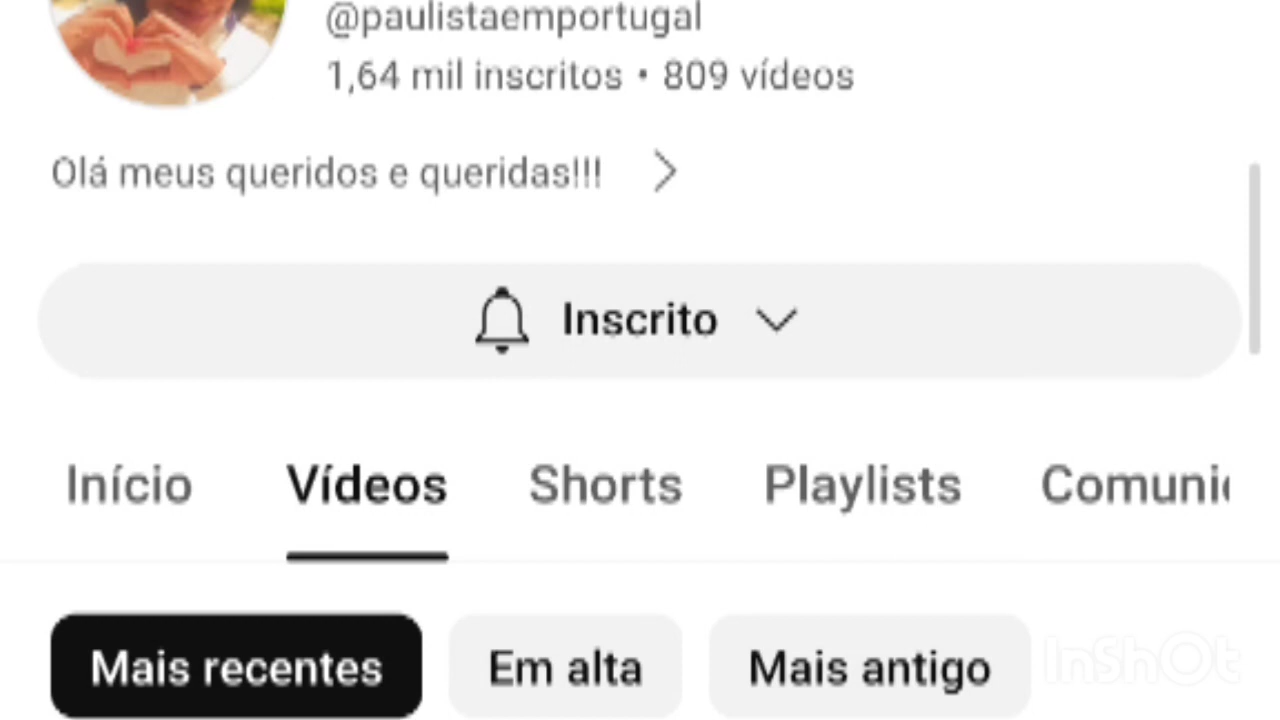 @paulistaemportugal
1,64 mil inscritos • 809 vídeos
Olá meus queridos e queridas!!!
Inscrito
Início Vídeos Shorts Playlists Comuni
Mais recentes Em alta Mais antigo
InShOt